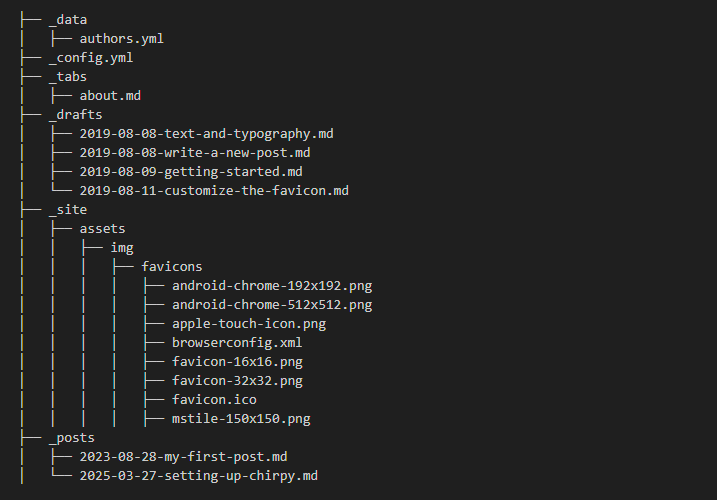 ├── _data
│   ├── authors.yml
├── _config.yml
├── _tabs
│   ├── about.md
├── _drafts
│   ├── 2019-08-08-text-and-typography.md
│   ├── 2019-08-08-write-a-new-post.md
│   ├── 2019-08-09-getting-started.md
│   └── 2019-08-11-customize-the-favicon.md
├── _site
│   ├── assets
│   │   ├── img
│   │   │   ├── favicons
│   │   │   │   ├── android-chrome-192x192.png
│   │   │   │   ├── android-chrome-512x512.png
│   │   │   │   ├── apple-touch-icon.png
│   │   │   │   ├── browserconfig.xml
│   │   │   │   ├── favicon-16x16.png
│   │   │   │   ├── favicon-32x32.png
│   │   │   │   ├── favicon.ico
│   │   │   │   ├── mstile-150x150.png
├── _posts
│   ├── 2023-08-28-my-first-post.md
│   └── 2025-03-27-setting-up-chirpy.md